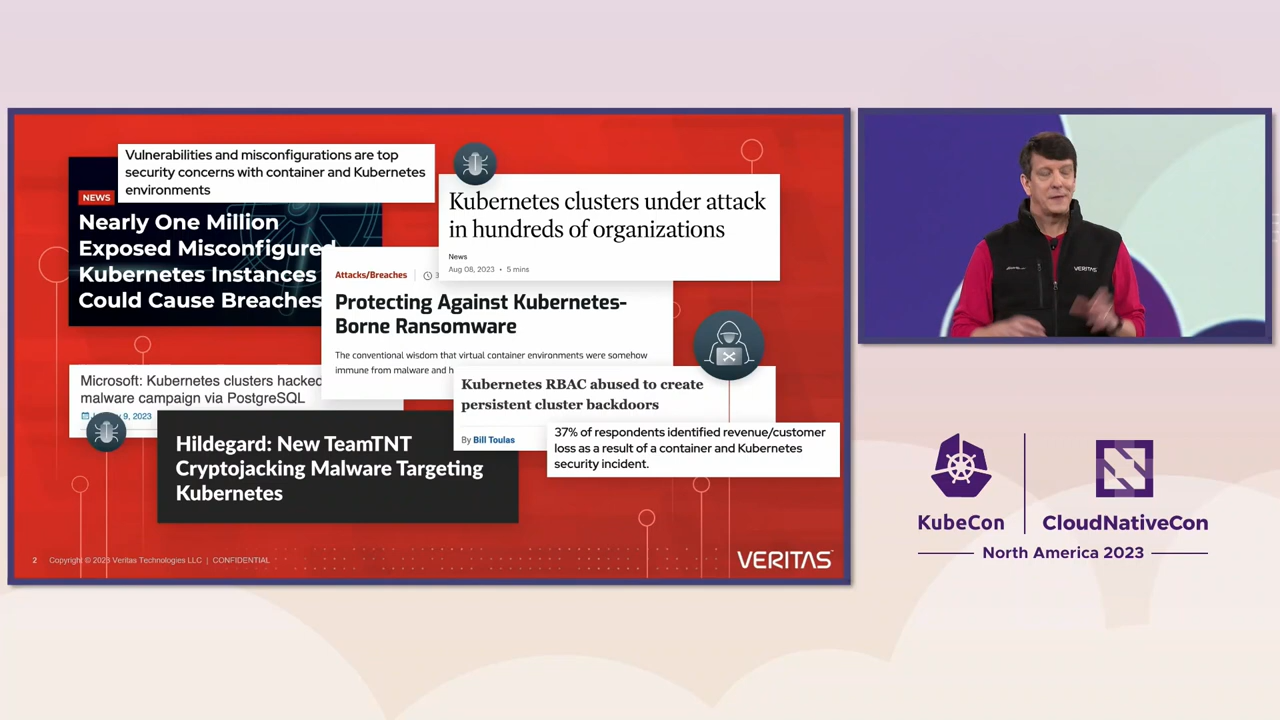 Vulnerabilities and misconfigurations are top
security concerns with container and Kubernetes
environments
NEWS
Nearly One Million
Exposed Misconfigured
Kubernetes Instances
Could Cause Breaches
Kubernetes clusters under attack
in hundreds of organizations
News
Aug 08, 2023 • 5 mins
Attacks/Breaches
Protecting Against Kubernetes-
Borne Ransomware
The conventional wisdom that virtual container environments were somehow
immune from malware and
Microsoft: Kubernetes clusters hacked
malware campaign via PostgreSQL
9, 2023
Kubernetes RBAC abused to create
persistent cluster backdoors
By Bill Toulas
37% of respondents identified revenue/customer
loss as a result of a container and Kubernetes
security incident.
Hildegard: New TeamTNT
Cryptojacking Malware Targeting
Kubernetes
2 Copyright © 2023 Veritas Technologies LLC | CONFIDENTIAL
VERITAS
VERITAS
KubeCon
CloudNativeCon
North America 2023